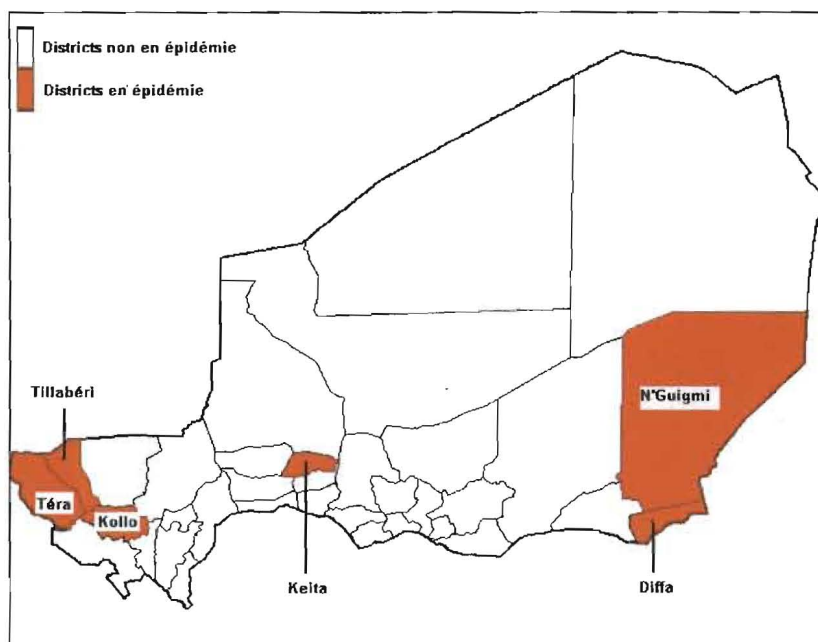 Districts non en épidémie
Districts en épidémie
Tillabéri
N'Guigmi
Téra
Kollo
Keita
Diffa